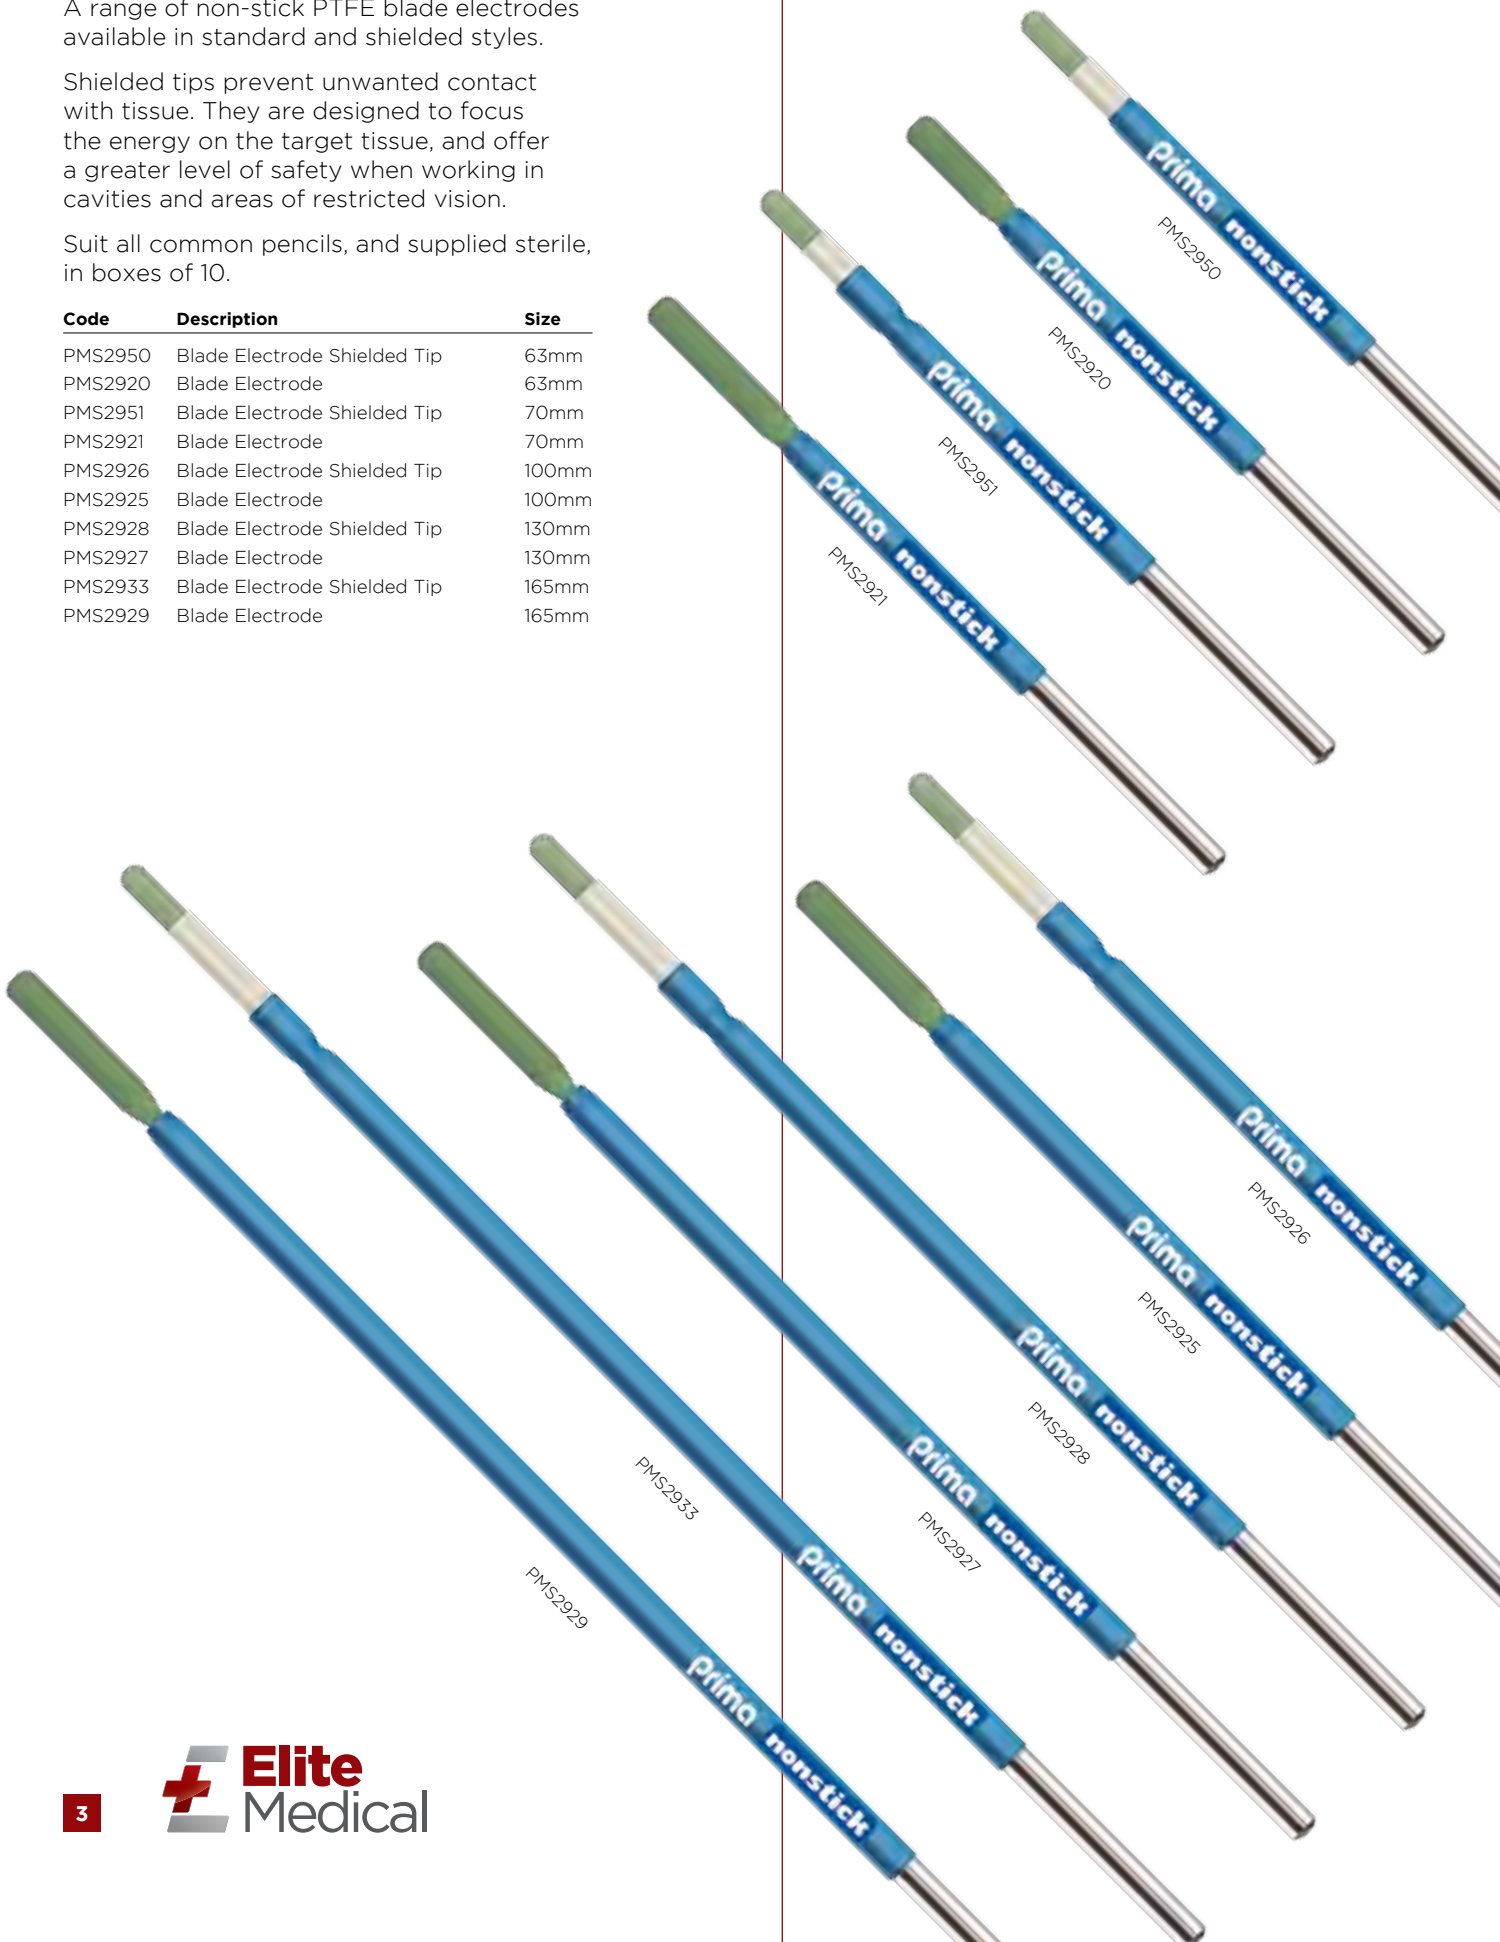 A range of non-stick PTFE blade electrodes
available in standard and shielded styles.
Shielded tips prevent unwanted contact
with tissue. They are designed to focus
the energy on the target tissue, and offer
a greater level of safety when working in
cavities and areas of restricted vision.
Suit all common pencils, and supplied sterile,
in boxes of 10.
Code Description Size
PMS2950 Blade Electrode Shielded Tip 63mm
PMS2920 Blade Electrode 63mm
PMS2951 Blade Electrode Shielded Tip 70mm
PMS2921 Blade Electrode 70mm
PMS2926 Blade Electrode Shielded Tip 100mm
PMS2925 Blade Electrode 100mm
PMS2928 Blade Electrode Shielded Tip 130mm
PMS2927 Blade Electrode 130mm
PMS2933 Blade Electrode Shielded Tip 165mm
PMS2929 Blade Electrode 165mm
prima nonstick
PMS2950
prima nonstick
PMS2920
prima nonstick
PMS2951
prima nonstick
PMS2921
prima nonstick
PMS2926
prima nonstick
PMS2925
prima nonstick
PMS2928
prima nonstick
PMS2927
prima nonstick
PMS2933
prima nonstick
PMS2929
3
Elite
Medical